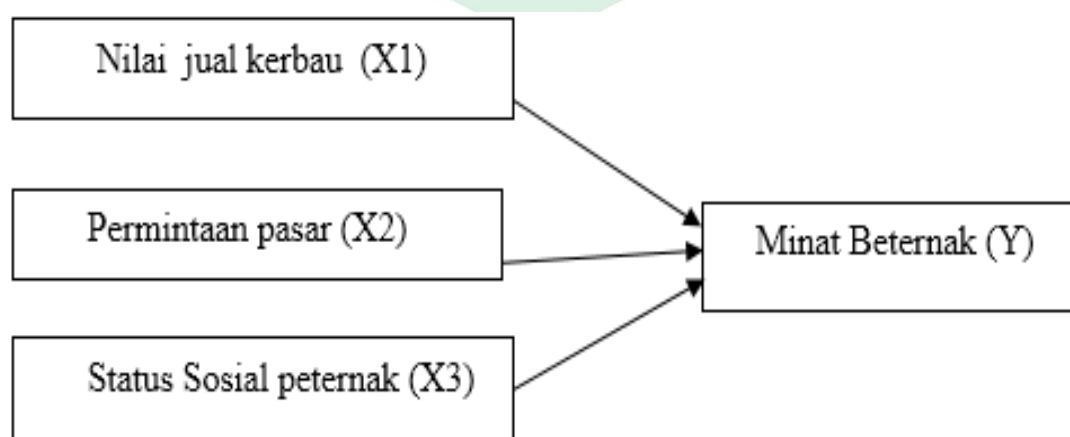 Nilai jual kerbau (X1)
Permintaan pasar (X2)
Minat Beternak (Y)
Status Sosial peternak (X3)